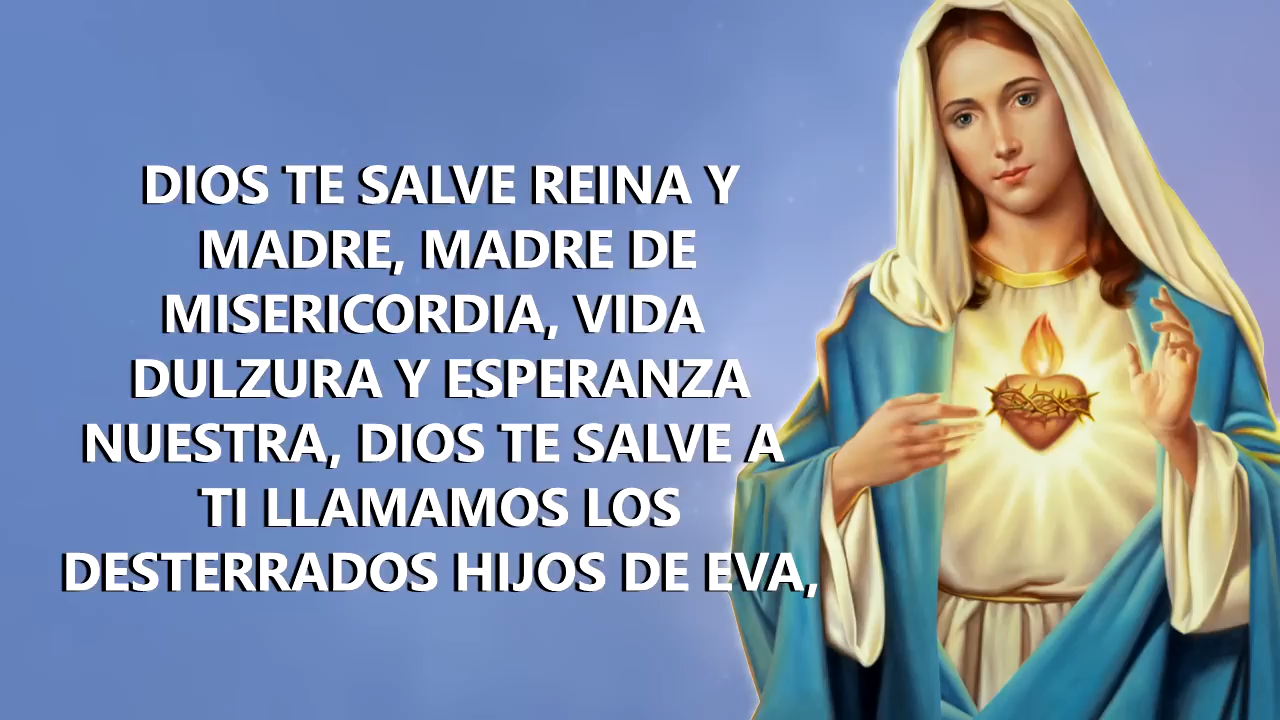 DIOS TE SALVE REINA Y
MADRE, MADRE DE
MISERICORDIA, VIDA
DULZURA Y ESPERANZA
NUESTRA, DIOS TE SALVE A
TI LLAMAMOS LOS
DESTERRADOS HIJOS DE EVA,